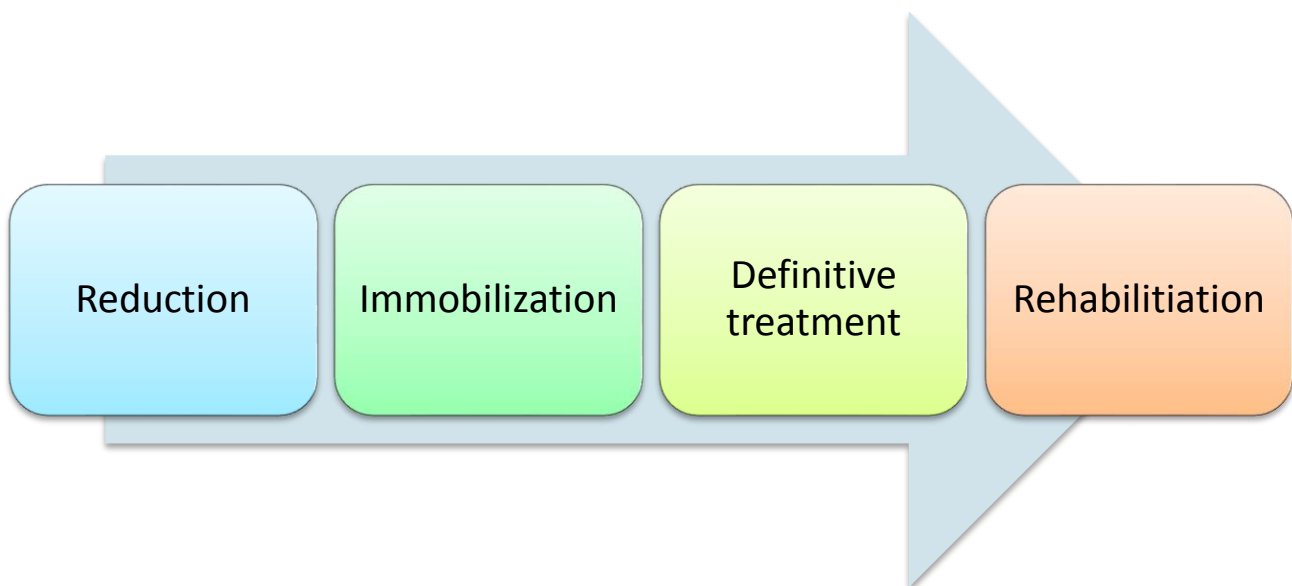 Reduction
Immobilization
Definitive
treatment
Rehabilitiation